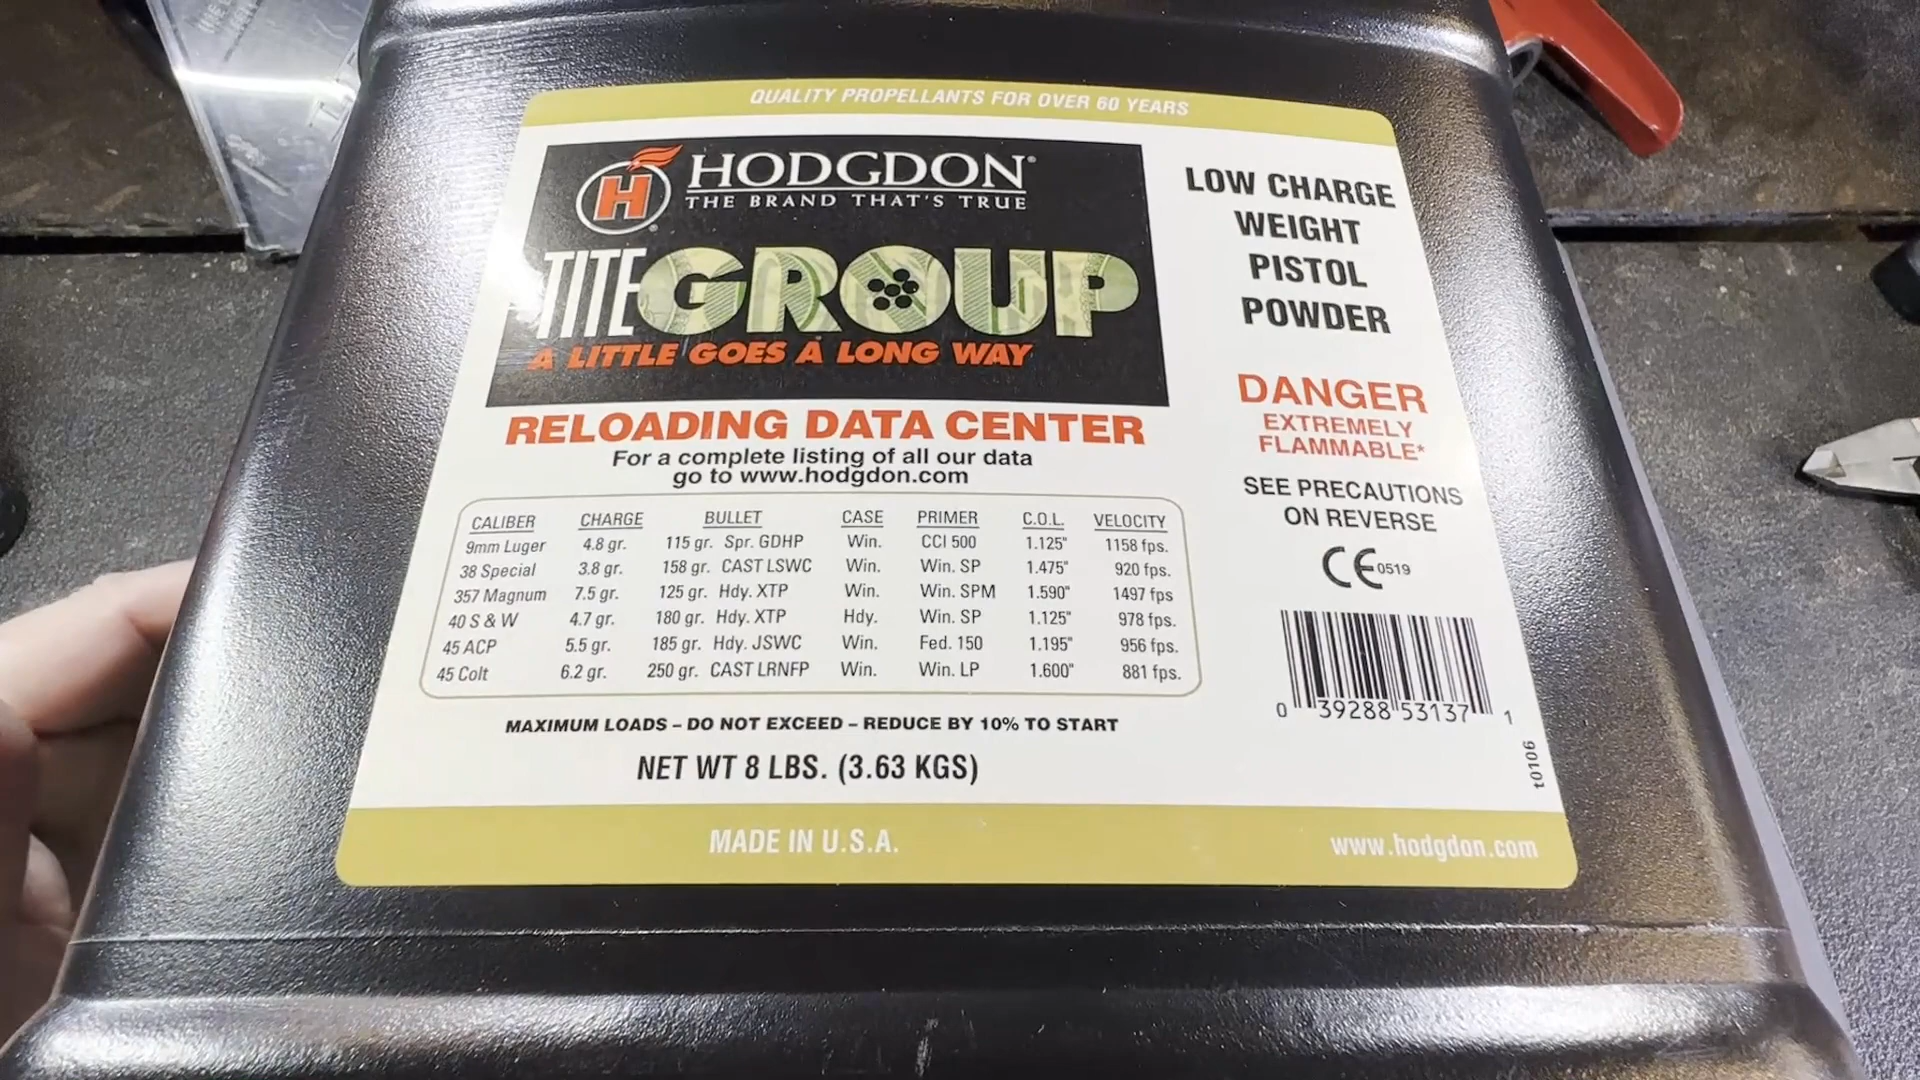 QUALITY PROPELLANTS FOR OVER 60 YEARS
H
HODGDON®
THE BRAND THAT'S TRUE
TITEGROUP
A LITTLE GOES A LONG WAY
RELOADING DATA CENTER
For a complete listing of all our data
go to www.hodgdon.com
CALIBER CHARGE BULLET CASE PRIMER C.O.L. VELOCITY
9mm Luger 4.8 gr. 115 gr. Spr. GDHP Win. CCI 500 1.125" 1158 fps.
38 Special 3.8 gr. 158 gr. CAST LSWC Win. Win. SP 1.475" 920 fps.
357 Magnum 7.5 gr. 125 gr. Hdy. XTP Win. Win. SPM 1.590" 1497 fps
40 S & W 4.7 gr. 180 gr. Hdy. XTP Hdy. Win. SP 1.125" 978 fps.
45 ACP 5.5 gr. 185 gr. Hdy. JSWC Win. Fed. 150 1.195" 956 fps.
45 Colt 6.2 gr. 250 gr. CAST LRNFP Win. Win. LP 1.600" 881 fps.
MAXIMUM LOADS – DO NOT EXCEED – REDUCE BY 10% TO START
NET WT 8 LBS. (3.63 KGS)
LOW CHARGE
WEIGHT
PISTOL
POWDER
DANGER
EXTREMELY
FLAMMABLE*
SEE PRECAUTIONS
ON REVERSE
CE 0519
0 39288 53137 1
t0106
MADE IN U.S.A.
www.hodgdon.com